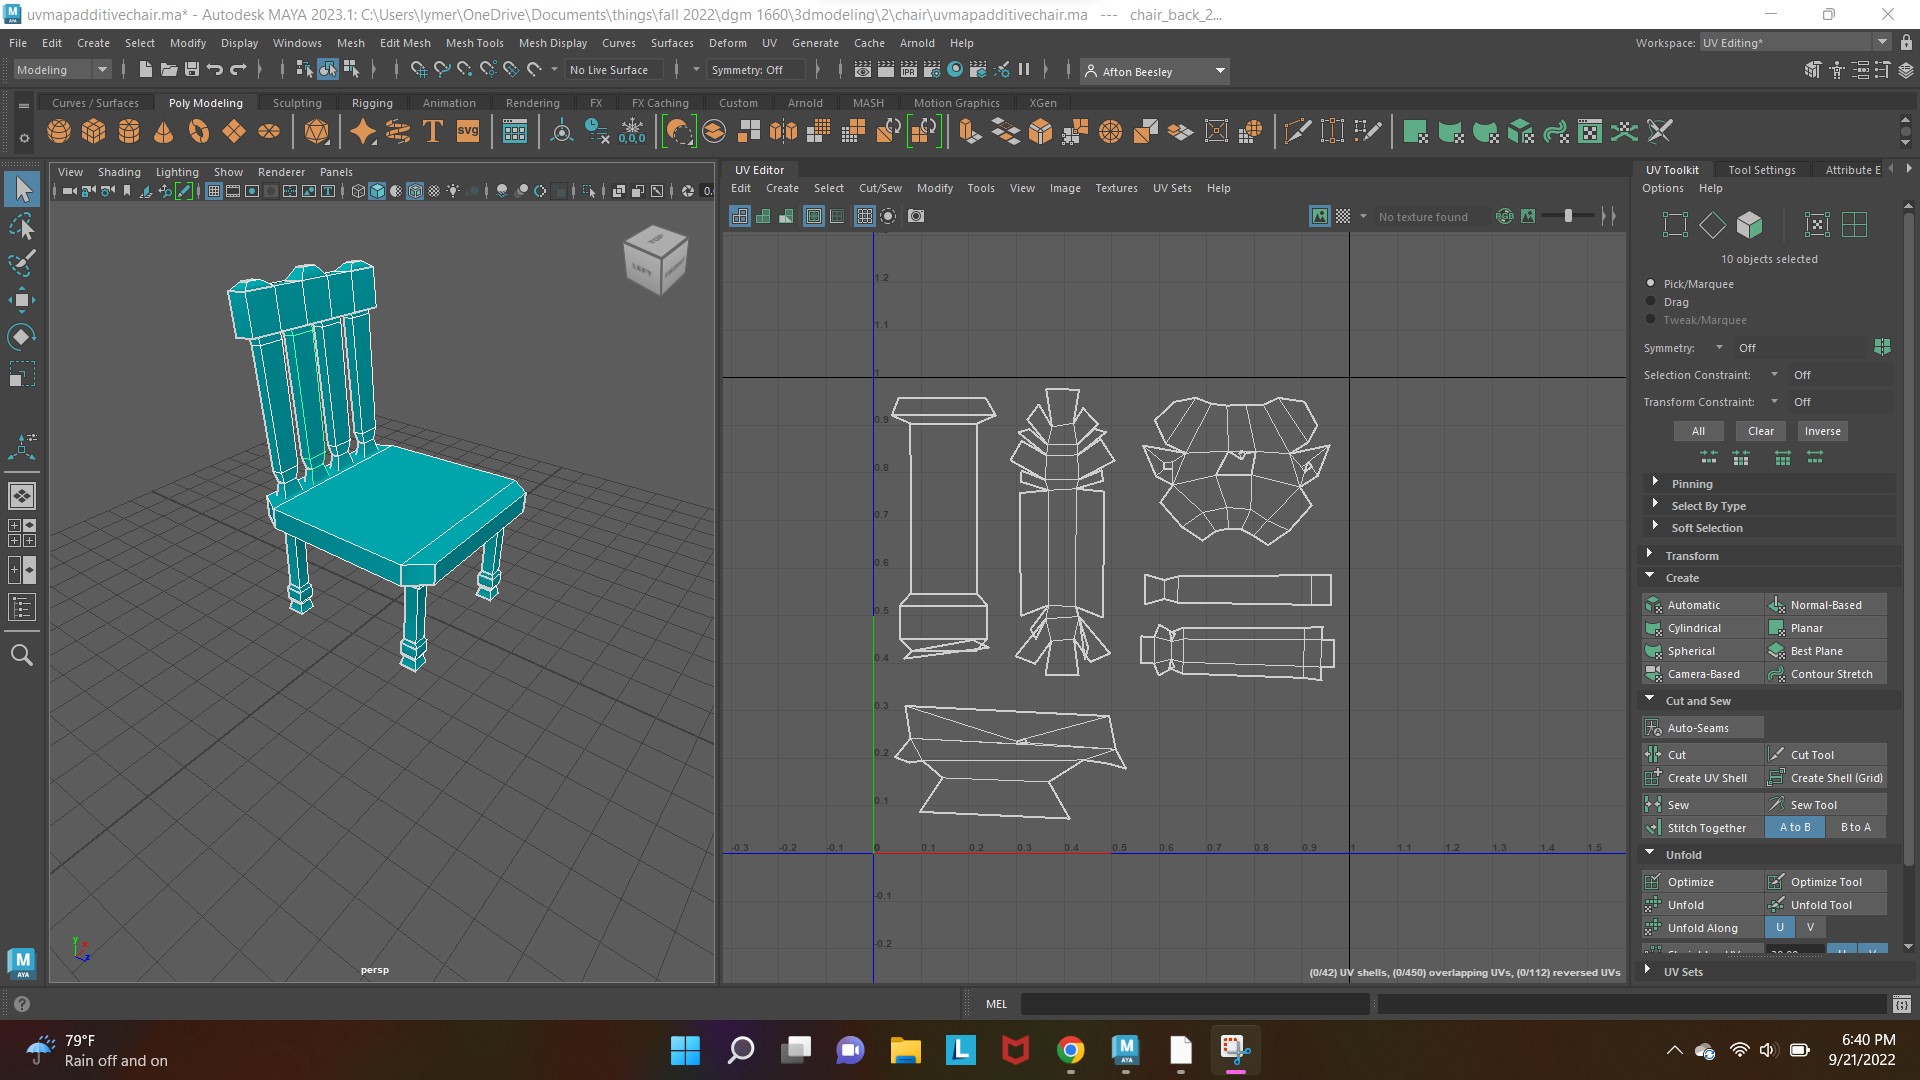 uvmapadditivechair.ma* - Autodesk MAYA 2023.1: C:\Users\lymer\OneDrive\Documents\things\fall 2022\dgm 1660\3dmodeling\2\chair\uvmapadditivechair.ma --- chair_back_2...
File Edit Create Select Modify Display Windows Mesh Edit Mesh Mesh Tools Mesh Display Curves Surfaces Deform UV Generate Cache Arnold Help Workspace: UV Editing*
Modeling No Live Surface Symmetry: Off IPR Afton Beesley
Curves / Surfaces Poly Modeling Sculpting Rigging Animation Rendering FX FX Caching Custom Arnold MASH Motion Graphics XGen
T SVG 0,0,0
View Shading Lighting Show Renderer Panels
UV Editor
Edit Create Select Cut/Sew Modify Tools View Image Textures UV Sets Help
No texture found
UV Toolkit Tool Settings Attribute E
Options Help
10 objects selected
Pick/Marquee
Drag
Tweak/Marquee
Symmetry: Off
Selection Constraint: Off
Transform Constraint: Off
All Clear Inverse
Pinning
Select By Type
Soft Selection
Transform
Create
Automatic Normal-Based
Cylindrical Planar
Spherical Best Plane
Camera-Based Contour Stretch
Cut and Sew
Auto-Seams
Cut Cut Tool
Create UV Shell Create Shell (Grid)
Sew Sew Tool
Stitch Together A to B B to A
Unfold
Optimize Optimize Tool
Unfold Unfold Tool
Unfold Along U V
UV Sets
TOP
LEFT FRONT
1.2
1.1
1
0.9
0.8
0.7
0.6
0.5
0.4
0.3
0.2
0.1
-0.3 -0.2 -0.1 0 0.1 0.2 0.3 0.4 0.5 0.6 0.7 0.8 0.9 1 1.1 1.2 1.3 1.4 1.5
-0.1
-0.2
y x z
persp
(0/42) UV shells, (0/450) overlapping UVs, (0/112) reversed UVs
M AYA
MEL
79°F
Rain off and on
L
M AYA
6:40 PM
9/21/2022